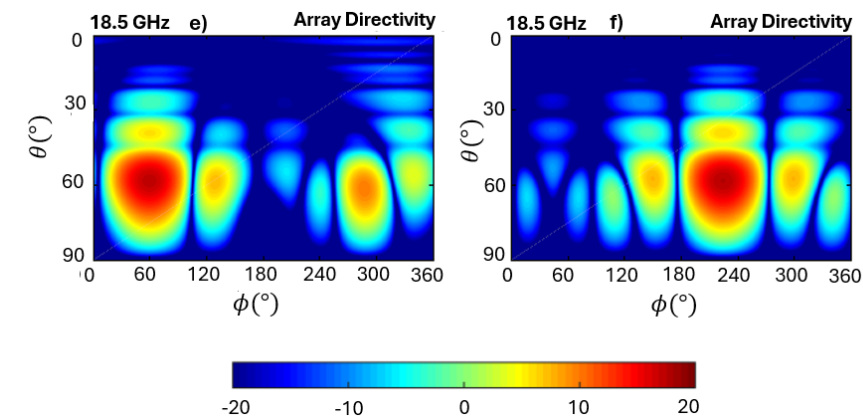 18.5 GHz e) Array Directivity
0
30
60
90
θ(°)
0 60 120 180 240 300 360
ϕ(°)
18.5 GHz f) Array Directivity
0
30
60
90
θ(°)
0 60 120 180 240 300 360
ϕ(°)
-20 -10 0 10 20